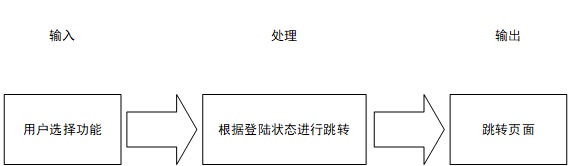 输入
处理
输出
用户选择功能
根据登陆状态进行跳转
跳转页面